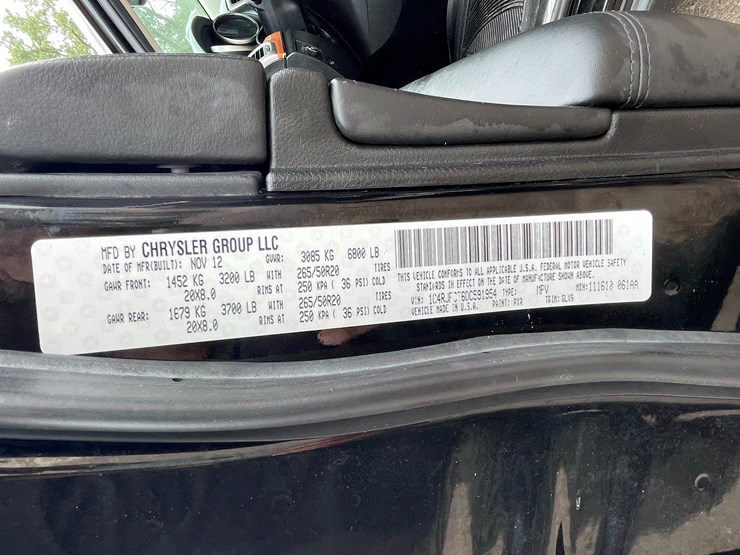 MFD BY CHRYSLER GROUP LLC
DATE OF MFR(BUILT): NOV 12 GVWR: 3085 KG 6800 LB
GAWR FRONT: 1452 KG 3200 LB WITH 265/50R20 TIRES
20X8.0 RIMS AT 250 KPA ( 36 PSI) COLD
GAWR REAR: 1679 KG 3700 LB WITH 265/50R20 TIRES
20X8.0 RIMS AT 250 KPA ( 36 PSI) COLD
THIS VEHICLE CONFORMS TO ALL APPLICABLE U.S.A. FEDERAL MOTOR VEHICLE SAFETY
STANDARDS IN EFFECT ON THE DATE OF MANUFACTURE SHOWN ABOVE.
VIN: TYPE: MPV MDH: 111610 061AA
VEHICLE MADE IN U.S.A. PAINT: PXR TRIM: GLX9